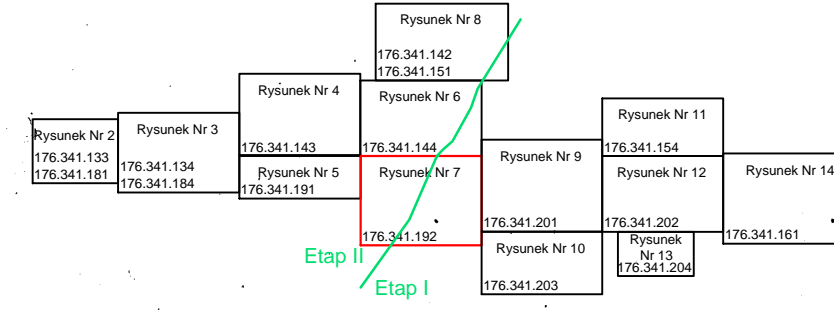 Rysunek Nr 8
176.341.142
176.341.151
Rysunek Nr 4
176.341.143
Rysunek Nr 6
176.341.144
Rysunek Nr 11
176.341.154
Rysunek Nr 2
176.341.133
176.341.181
Rysunek Nr 3
176.341.134
176.341.184
Rysunek Nr 5
176.341.191
Rysunek Nr 7
176.341.192
Rysunek Nr 9
176.341.201
Rysunek Nr 12
176.341.202
Rysunek Nr 14
176.341.161
Rysunek Nr 10
176.341.203
Rysunek
Nr 13
176.341.204
Etap II
Etap I